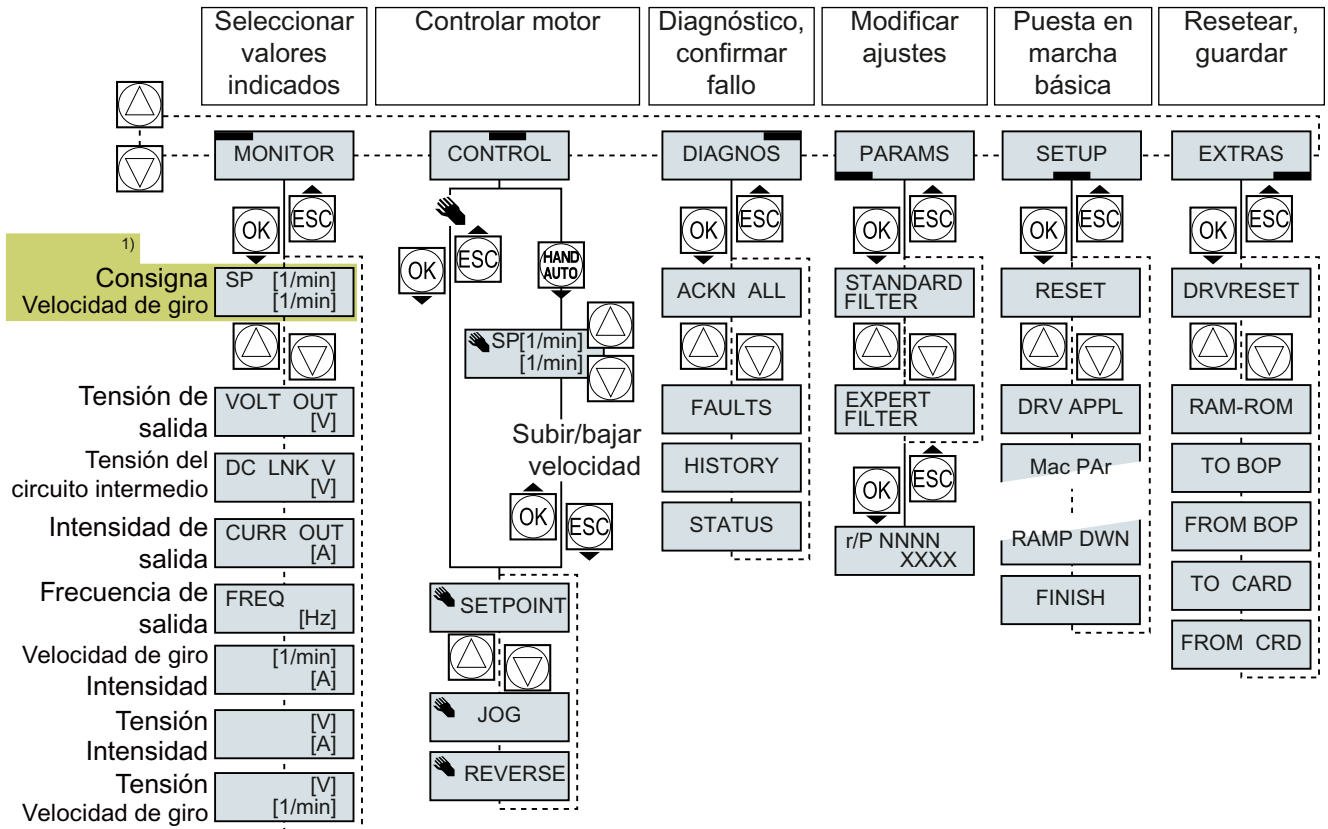 Seleccionar
valores
indicados
Controlar motor
Diagnóstico,
confirmar
fallo
Modificar
ajustes
Puesta en
marcha
básica
Resetear,
guardar
MONITOR
CONTROL
DIAGNOS
PARAMS
SETUP
EXTRAS
OK
ESC
1)
Consigna
Velocidad de giro
SP [1/min]
[1/min]
Tensión de
salida
VOLT OUT
[V]
Tensión del
circuito intermedio
DC LNK V
[V]
Intensidad de
salida
CURR OUT
[A]
Frecuencia de
salida
FREQ
[Hz]
Velocidad de giro
Intensidad
[1/min]
[A]
Tensión
Intensidad
[V]
[A]
Tensión
Velocidad de giro
[V]
[1/min]
OK
ESC
HAND
AUTO
SP[1/min]
[1/min]
Subir/bajar
velocidad
OK
ESC
SETPOINT
JOG
REVERSE
OK
ESC
ACKN ALL
FAULTS
HISTORY
STATUS
OK
ESC
STANDARD
FILTER
EXPERT
FILTER
OK
ESC
r/P NNNN
XXXX
OK
ESC
RESET
DRV APPL
Mac PAr
RAMP DWN
FINISH
OK
ESC
DRVRESET
RAM-ROM
TO BOP
FROM BOP
TO CARD
FROM CRD